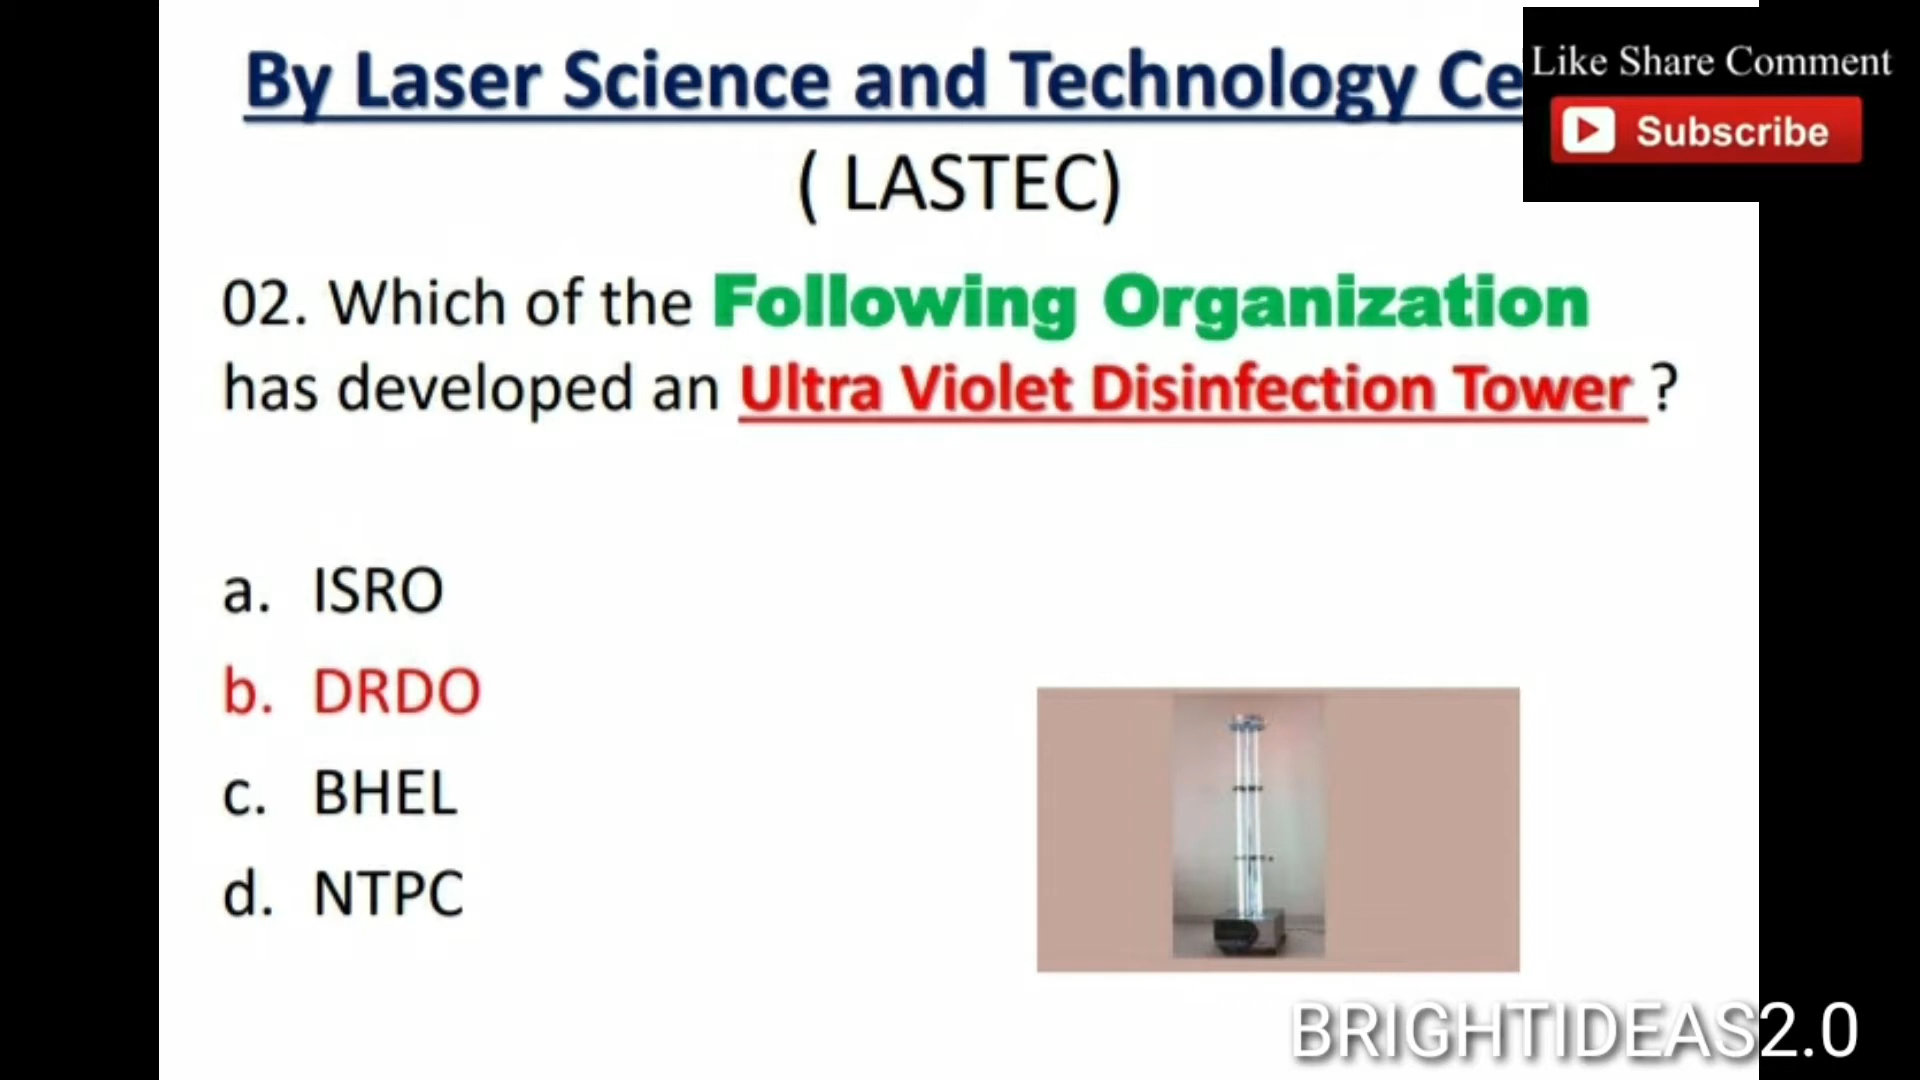 By Laser Science and Technology Ce
( LASTEC)
Like Share Comment
Subscribe
02. Which of the Following Organization
has developed an Ultra Violet Disinfection Tower ?
a. ISRO
b. DRDO
c. BHEL
d. NTPC
BRIGHTIDEAS2.0